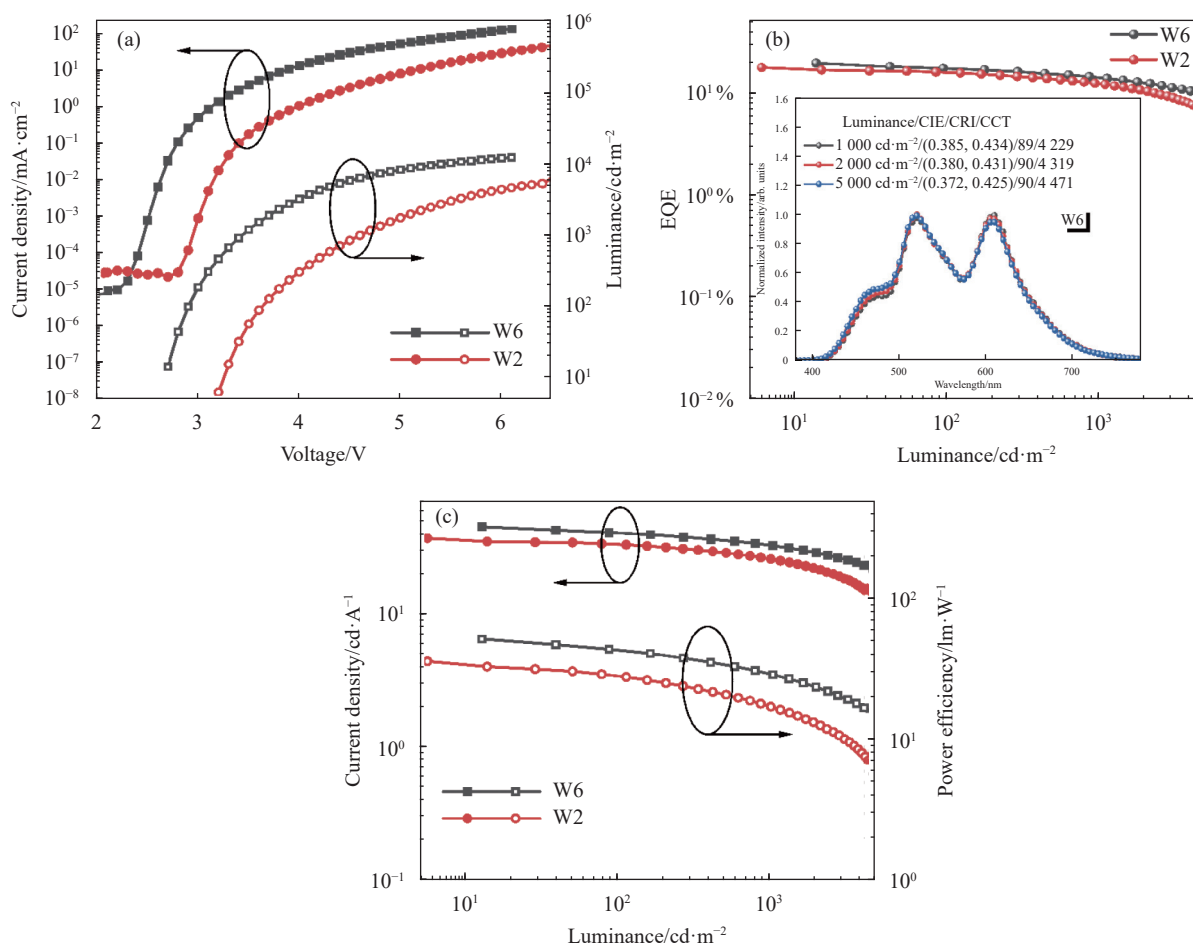 (a)
10²
10¹
10⁰
10⁻¹
10⁻²
10⁻³
10⁻⁴
10⁻⁵
10⁻⁶
10⁻⁷
10⁻⁸
Current density/mA·cm⁻²
2
3
4
5
6
Voltage/V
10⁶
10⁵
10⁴
10³
10²
10¹
Luminance/cd·m⁻²
W6
W2
(b)
W6
W2
10¹%
10⁰%
10⁻¹%
10⁻²%
EQE
10¹
10²
10³
Luminance/cd·m⁻²
1.6
1.4
1.2
1.0
0.8
0.6
0.4
0.2
0
Normalized intensity/arb. units
Luminance/CIE/CRI/CCT
1 000 cd·m⁻²/(0.385, 0.434)/89/4 229
2 000 cd·m⁻²/(0.380, 0.431)/90/4 319
5 000 cd·m⁻²/(0.372, 0.425)/90/4 471
W6
400
500
600
700
Wavelength/nm
(c)
10¹
10⁰
10⁻¹
Current density/cd·A⁻¹
W6
W2
10¹
10²
10³
Luminance/cd·m⁻²
10²
10¹
10⁰
Power efficiency/lm·W⁻¹